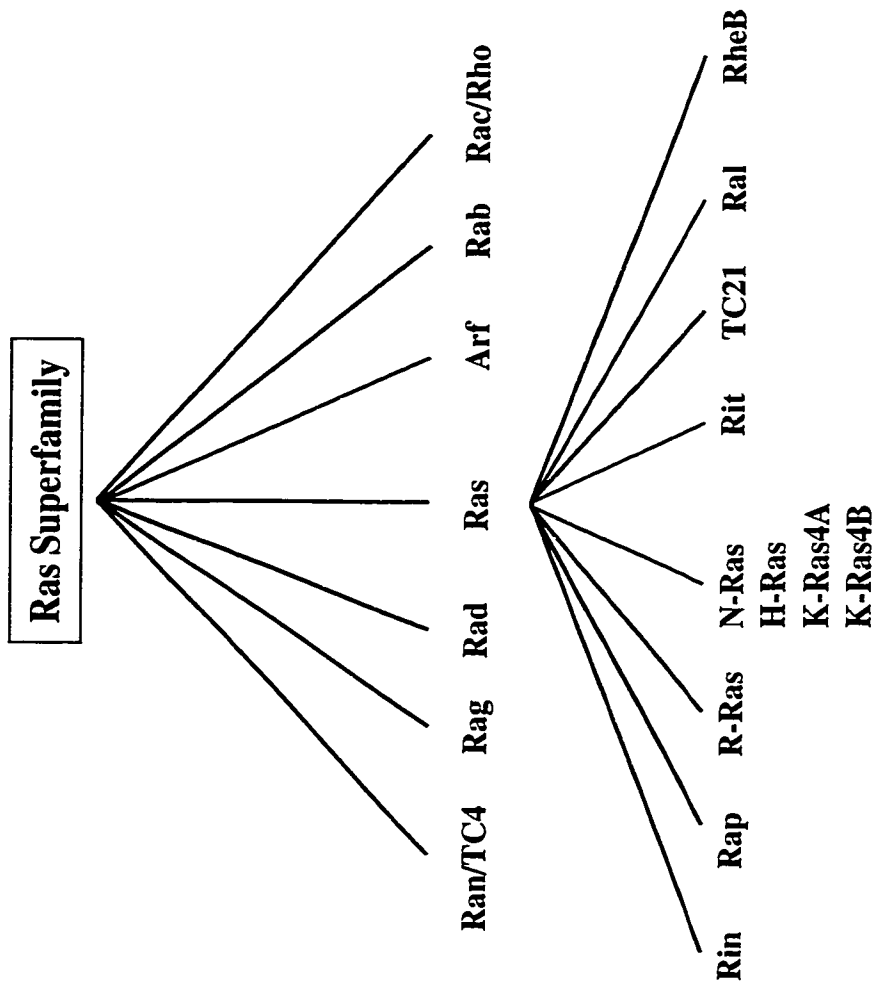 Ras Superfamily
Ran/TC4 Rag Rad Ras Arf Rab Rac/Rho
Rin Rap R-Ras N-Ras Rit TC21 Ral RheB
H-Ras
K-Ras4A
K-Ras4B